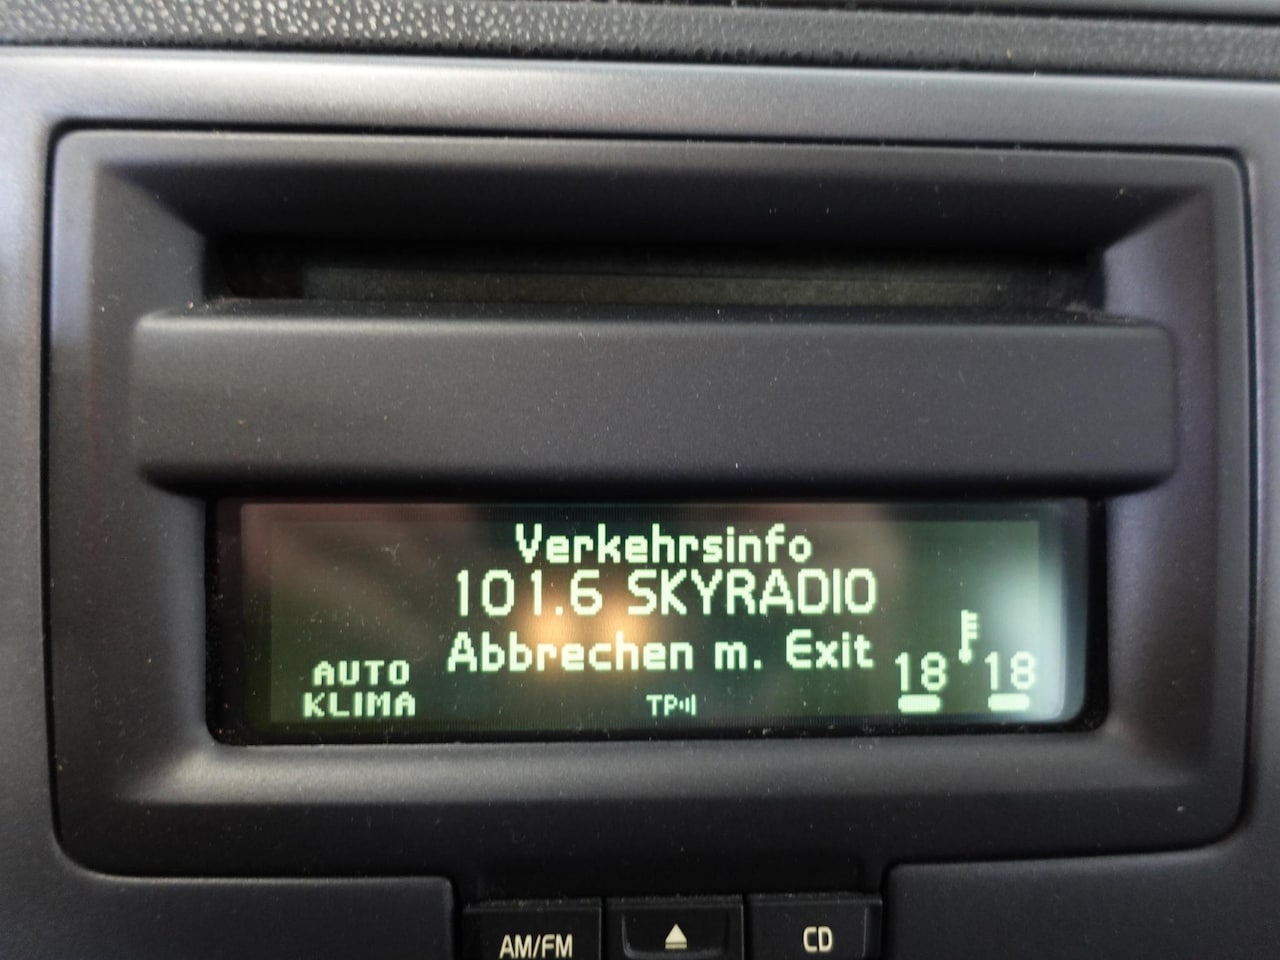 Verkehrsinfo
101.6 SKYRADIO
Abbrechen m. Exit
AUTO
KLIMA
TP
18 18
AM/FM
CD